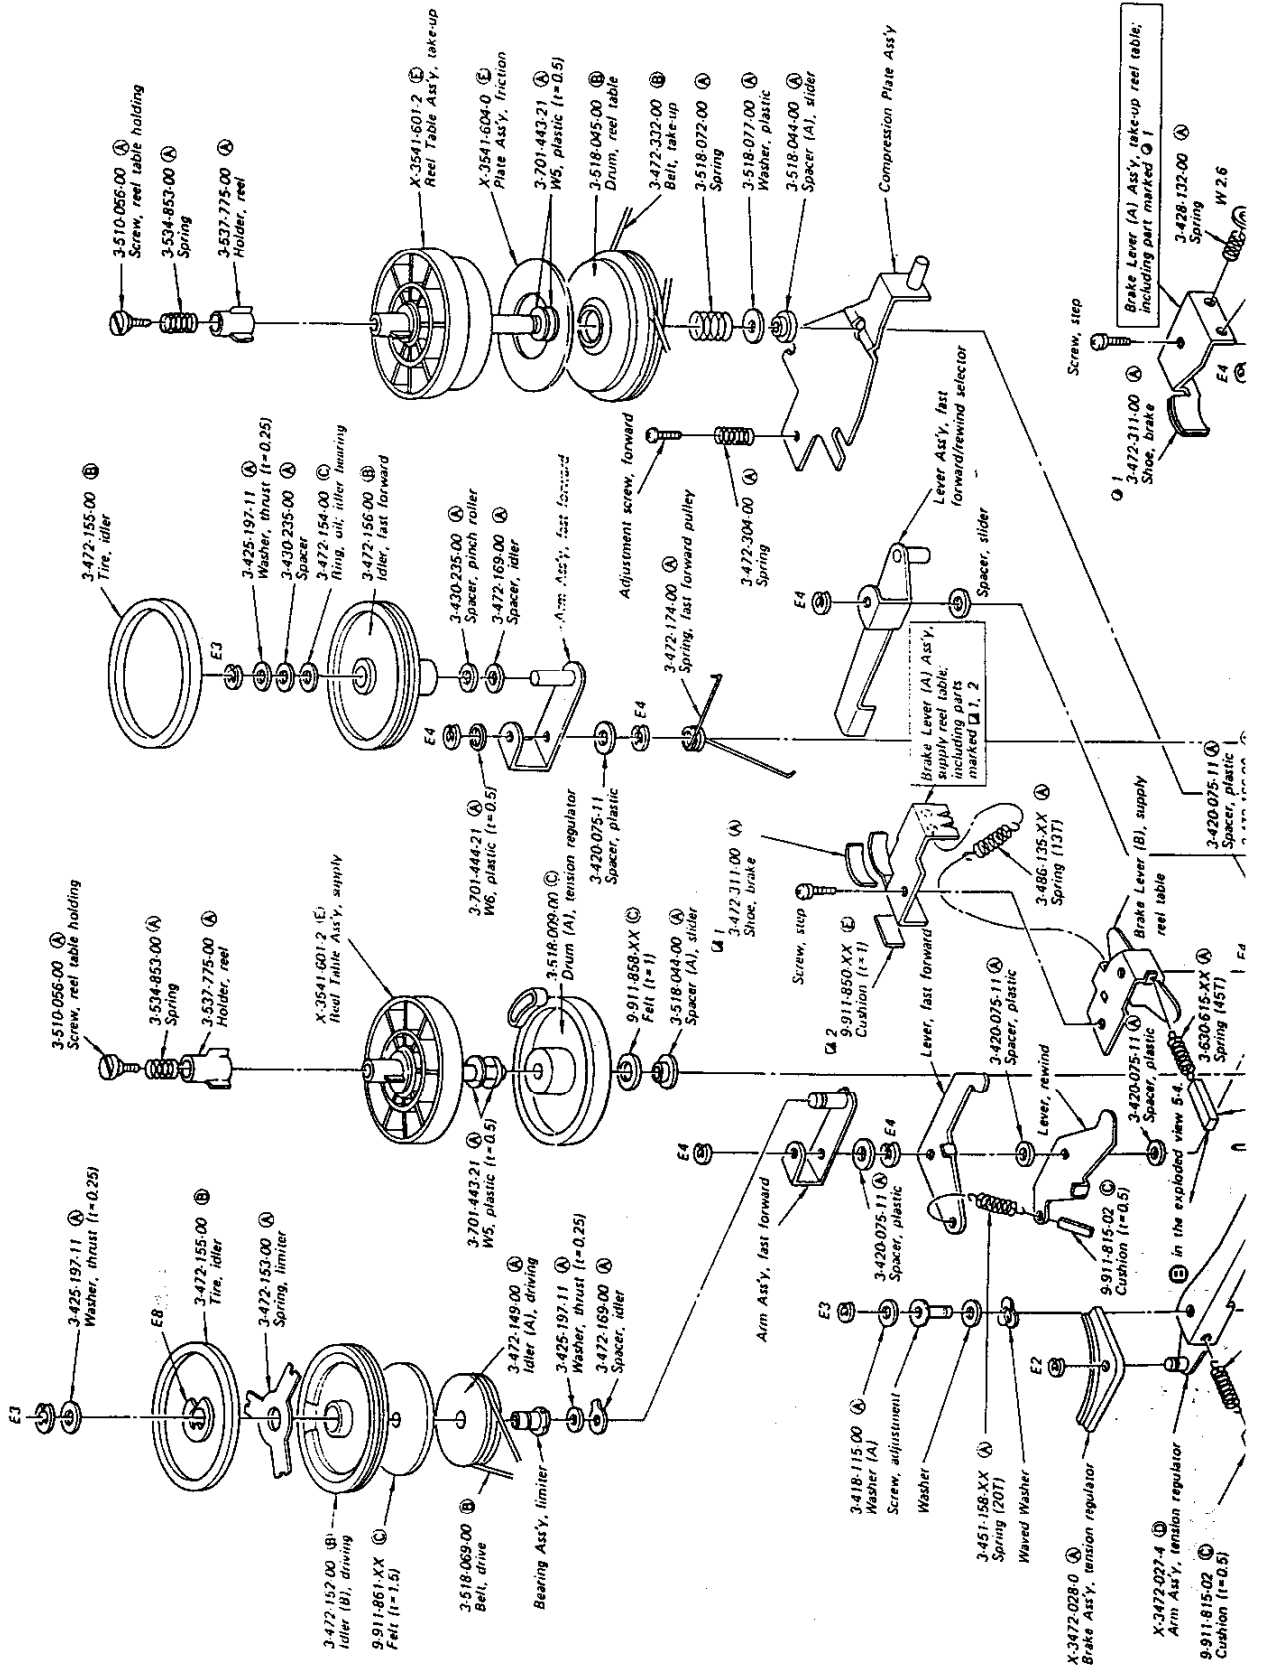 E3
3-425-197-11 Ⓐ
Washer, thrust (t=0.25)
E8
3-472-155-00 Ⓑ
Tire, idler
3-472-153-00 Ⓐ
Spring, limiter
3-472-152-00 Ⓑ
Idler (B), driving
9-911-861-XX Ⓒ
Felt (t=1.5)
3-518-069-00 Ⓑ
Belt, drive
3-472-149-00 Ⓐ
Idler (A), driving
3-425-197-11 Ⓐ
Washer, thrust (t=0.25)
3-472-169-00 Ⓐ
Spacer, idler
Bearing Ass'y, limiter
3-510-056-00 Ⓐ
Screw, reel table holding
3-534-853-00 Ⓐ
Spring
3-537-775-00 Ⓐ
Holder, reel
X-3541-601-2 Ⓔ
Reel Table Ass'y, supply
3-701-443-21 Ⓐ
W5, plastic (t=0.5)
3-518-009-00 Ⓒ
Drum (A), tension regulator
9-911-858-XX Ⓒ
Felt (t=1)
3-518-044-00 Ⓐ
Spacer (A), slider
3-472-155-00 Ⓑ
Tire, idler
E3
3-425-197-11 Ⓐ
Washer, thrust (t=0.25)
3-430-235-00 Ⓐ
Spacer
3-472-154-00 Ⓒ
Ring, oil; idler bearing
3-472-156-00 Ⓑ
Idler, fast forward
3-430-235-00 Ⓐ
Spacer, pinch roller
3-472-169-00 Ⓐ
Spacer, idler
Arm Ass'y, fast forward
E4
3-701-444-21 Ⓐ
W6, plastic (t=0.5)
3-420-075-11
Spacer, plastic
E4
3-472-174-00 Ⓐ
Spring, fast forward pulley
3-510-056-00 Ⓐ
Screw, reel table holding
3-534-853-00 Ⓐ
Spring
3-537-775-00 Ⓐ
Holder, reel
X-3541-601-2 Ⓔ
Reel Table Ass'y, take-up
X-3541-604-0 Ⓔ
Plate Ass'y, friction
3-701-443-21 Ⓐ
W5, plastic (t=0.5)
3-518-045-00 Ⓑ
Drum, reel table
3-472-332-00 Ⓑ
Belt, take-up
3-518-072-00 Ⓐ
Spring
3-518-077-00 Ⓐ
Washer, plastic
3-518-044-00 Ⓐ
Spacer (A), slider
Compression Plate Ass'y
Adjustment screw, forward
3-472-304-00 Ⓐ
Spring
Lever Ass'y, fast
forward/rewind selector
E4
Spacer, slider
Brake Lever (A) Ass'y,
supply reel table;
including parts
marked 1, 2
1
3-472-311-00 Ⓐ
Shoe, brake
Screw, step
2
9-911-850-XX Ⓔ
Cushion (t=1)
3-486-135-XX Ⓐ
Spring (13T)
Brake Lever (B), supply
reel table
3-420-075-11 Ⓐ
Spacer, plastic
3-630-615-XX Ⓐ
Spring (45T)
E4
Arm Ass'y, fast forward
E4
3-420-075-11 Ⓐ
Spacer, plastic
E4
Lever, fast forward
3-420-075-11 Ⓐ
Spacer, plastic
Lever, rewind
3-420-075-11 Ⓐ
Spacer, plastic
9-911-815-02 Ⓒ
Cushion (t=0.5)
Ⓑ in the exploded view 5-4.
E3
3-418-115-00 Ⓐ
Washer (A)
Screw, adjustment
Washer
3-451-158-XX Ⓐ
Spring (20T)
Waved Washer
E2
X-3472-028-0 Ⓐ
Brake Ass'y, tension regulator
X-3472-027-4 Ⓓ
Arm Ass'y, tension regulator
9-911-815-02 Ⓒ
Cushion (t=0.5)
Brake Lever (A) Ass'y, take-up reel table;
including part marked 1
3-428-132-00 Ⓐ
Spring
W 2.6
Screw, step
1
3-472-311-00 Ⓐ
Shoe, brake
E4